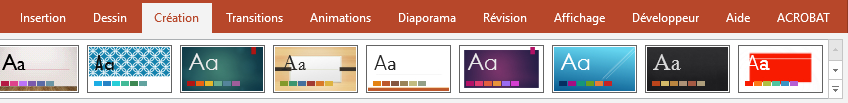 Insertion Dessin Création Transitions Animations Diaporama Révision Affichage Développeur Aide ACROBAT
Aa Aa Aa Aa Aa Aa Aa Aa Aa